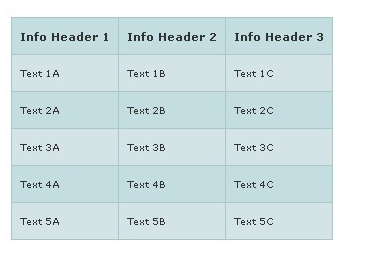 Info Header 1 Info Header 2 Info Header 3
Text 1A Text 1B Text 1C
Text 2A Text 2B Text 2C
Text 3A Text 3B Text 3C
Text 4A Text 4B Text 4C
Text 5A Text 5B Text 5C